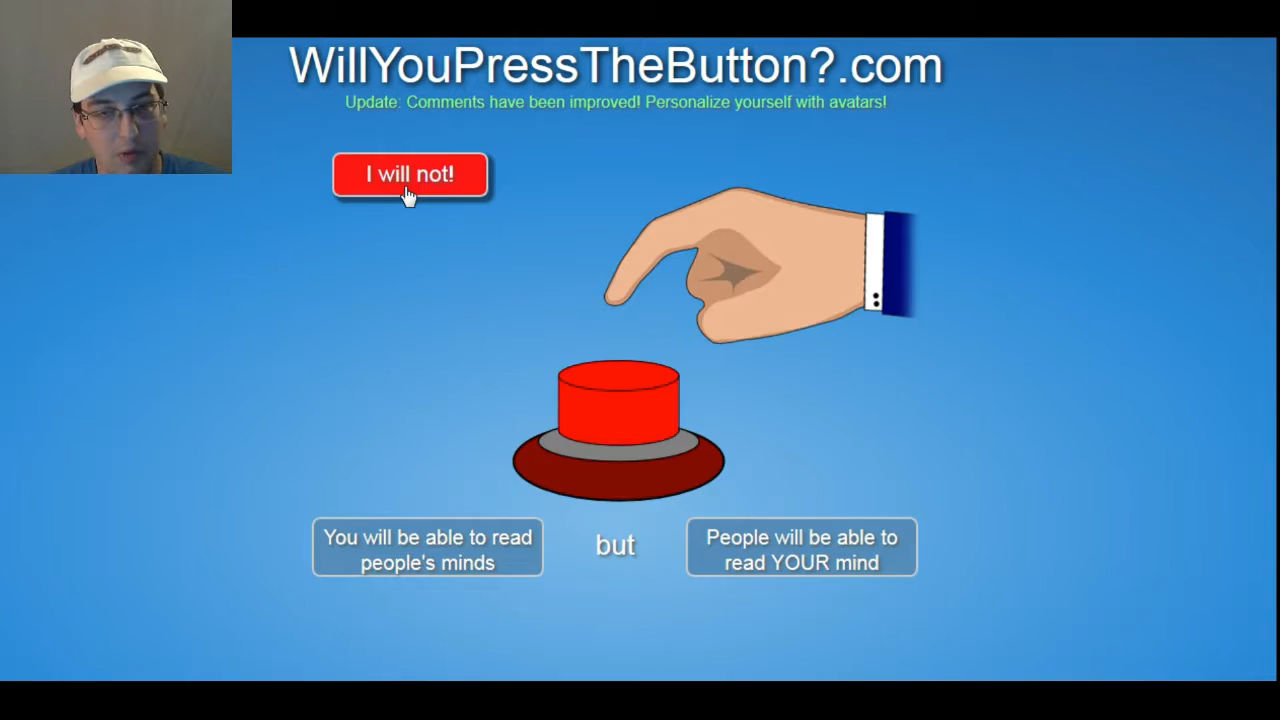 WillYouPressTheButton?.com
Update: Comments have been improved! Personalize yourself with avatars!
I will not!
You will be able to read
people's minds
but
People will be able to
read YOUR mind